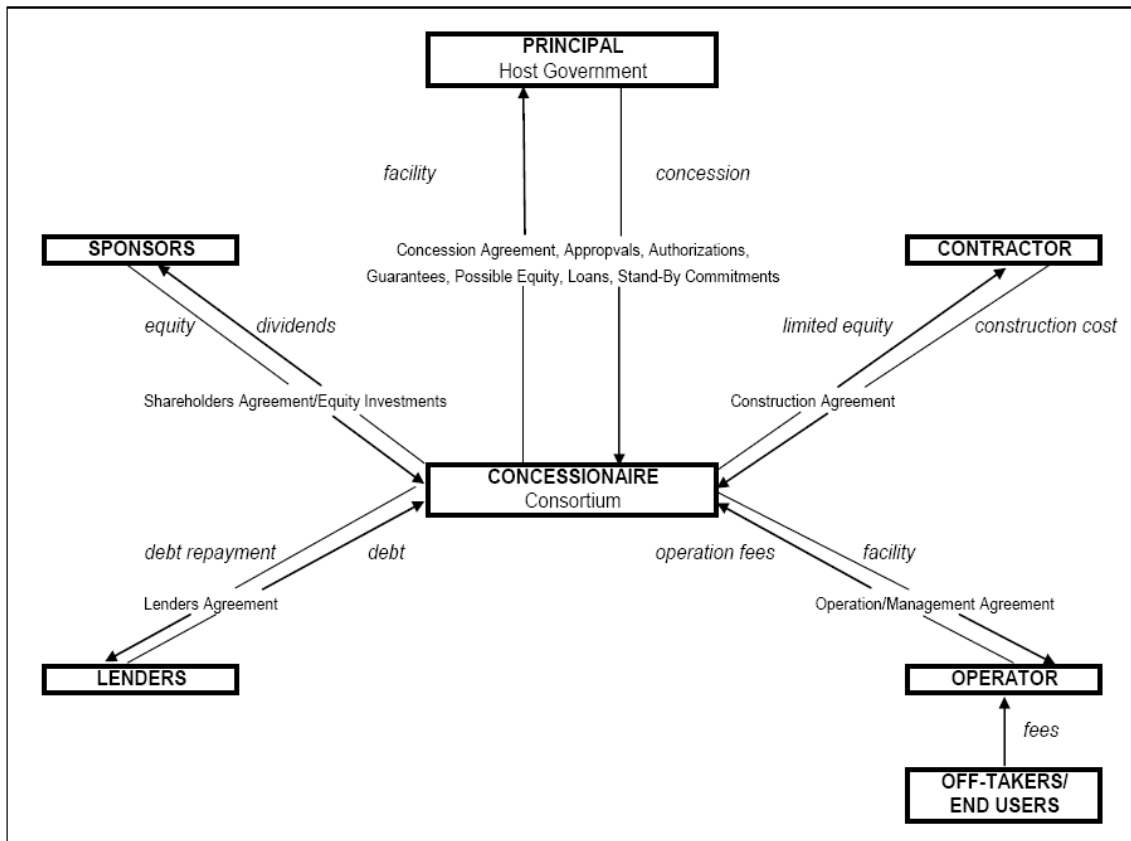 PRINCIPAL
Host Government
facility
concession
SPONSORS
Concession Agreement, Appropvals, Authorizations,
Guarantees, Possible Equity, Loans, Stand-By Commitments
CONTRACTOR
equity
dividends
limited equity
construction cost
Shareholders Agreement/Equity Investments
Construction Agreement
CONCESSIONAIRE
Consortium
debt repayment
debt
operation fees
facility
Lenders Agreement
Operation/Management Agreement
LENDERS
OPERATOR
fees
OFF-TAKERS/
END USERS